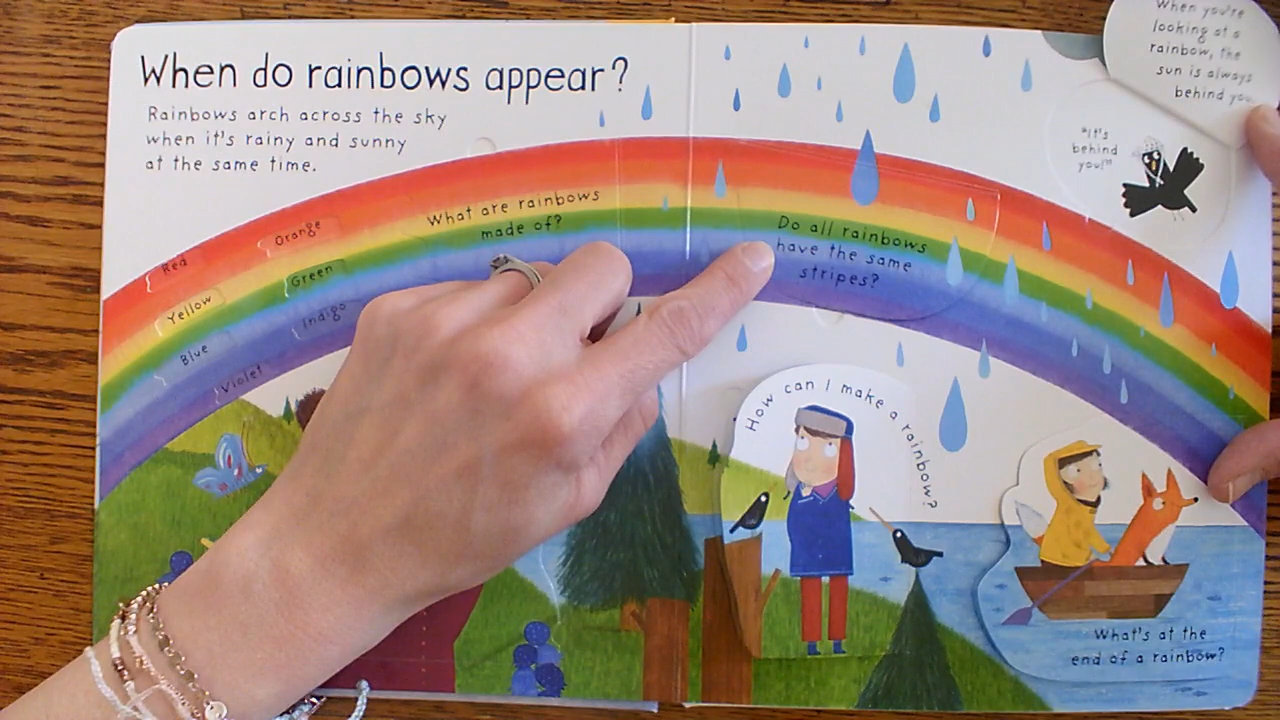 When do rainbows appear?
Rainbows arch across the sky
when it's rainy and sunny
at the same time.
Red
Orange
Yellow
Green
Blue
Indigo
Violet
What are rainbows
made of?
Do all rainbows
have the same
stripes?
When you're
looking at a
rainbow, the
sun is always
behind you.
"It's
behind
you!"
How can I make a rainbow?
What's at the
end of a rainbow?